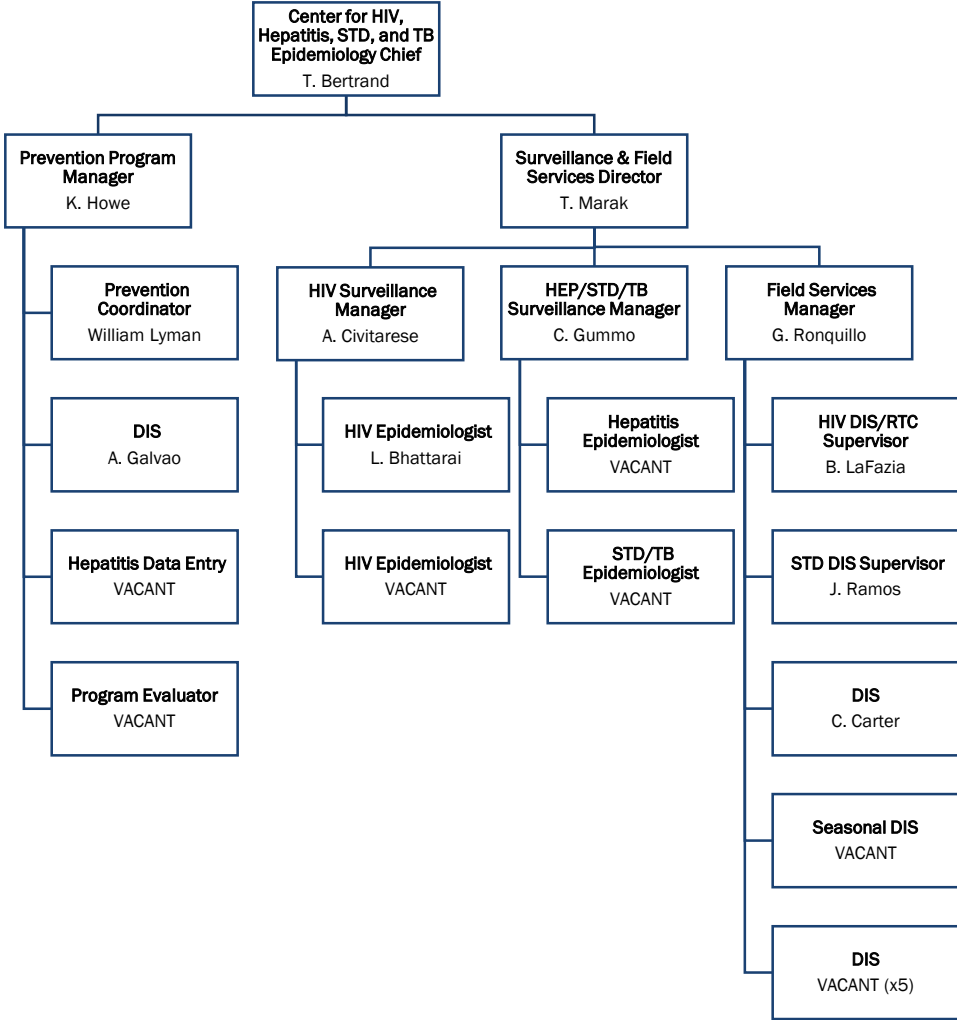 Center for HIV,
Hepatitis, STD, and TB
Epidemiology Chief
T. Bertrand
Prevention Program
Manager
K. Howe
Surveillance & Field
Services Director
T. Marak
Prevention
Coordinator
William Lyman
DIS
A. Galvao
Hepatitis Data Entry
VACANT
Program Evaluator
VACANT
HIV Surveillance
Manager
A. Civitarese
HIV Epidemiologist
L. Bhattarai
HIV Epidemiologist
VACANT
HEP/STD/TB
Surveillance Manager
C. Gummo
Hepatitis
Epidemiologist
VACANT
STD/TB
Epidemiologist
VACANT
Field Services
Manager
G. Ronquillo
HIV DIS/RTC
Supervisor
B. LaFazia
STD DIS Supervisor
J. Ramos
DIS
C. Carter
Seasonal DIS
VACANT
DIS
VACANT (x5)